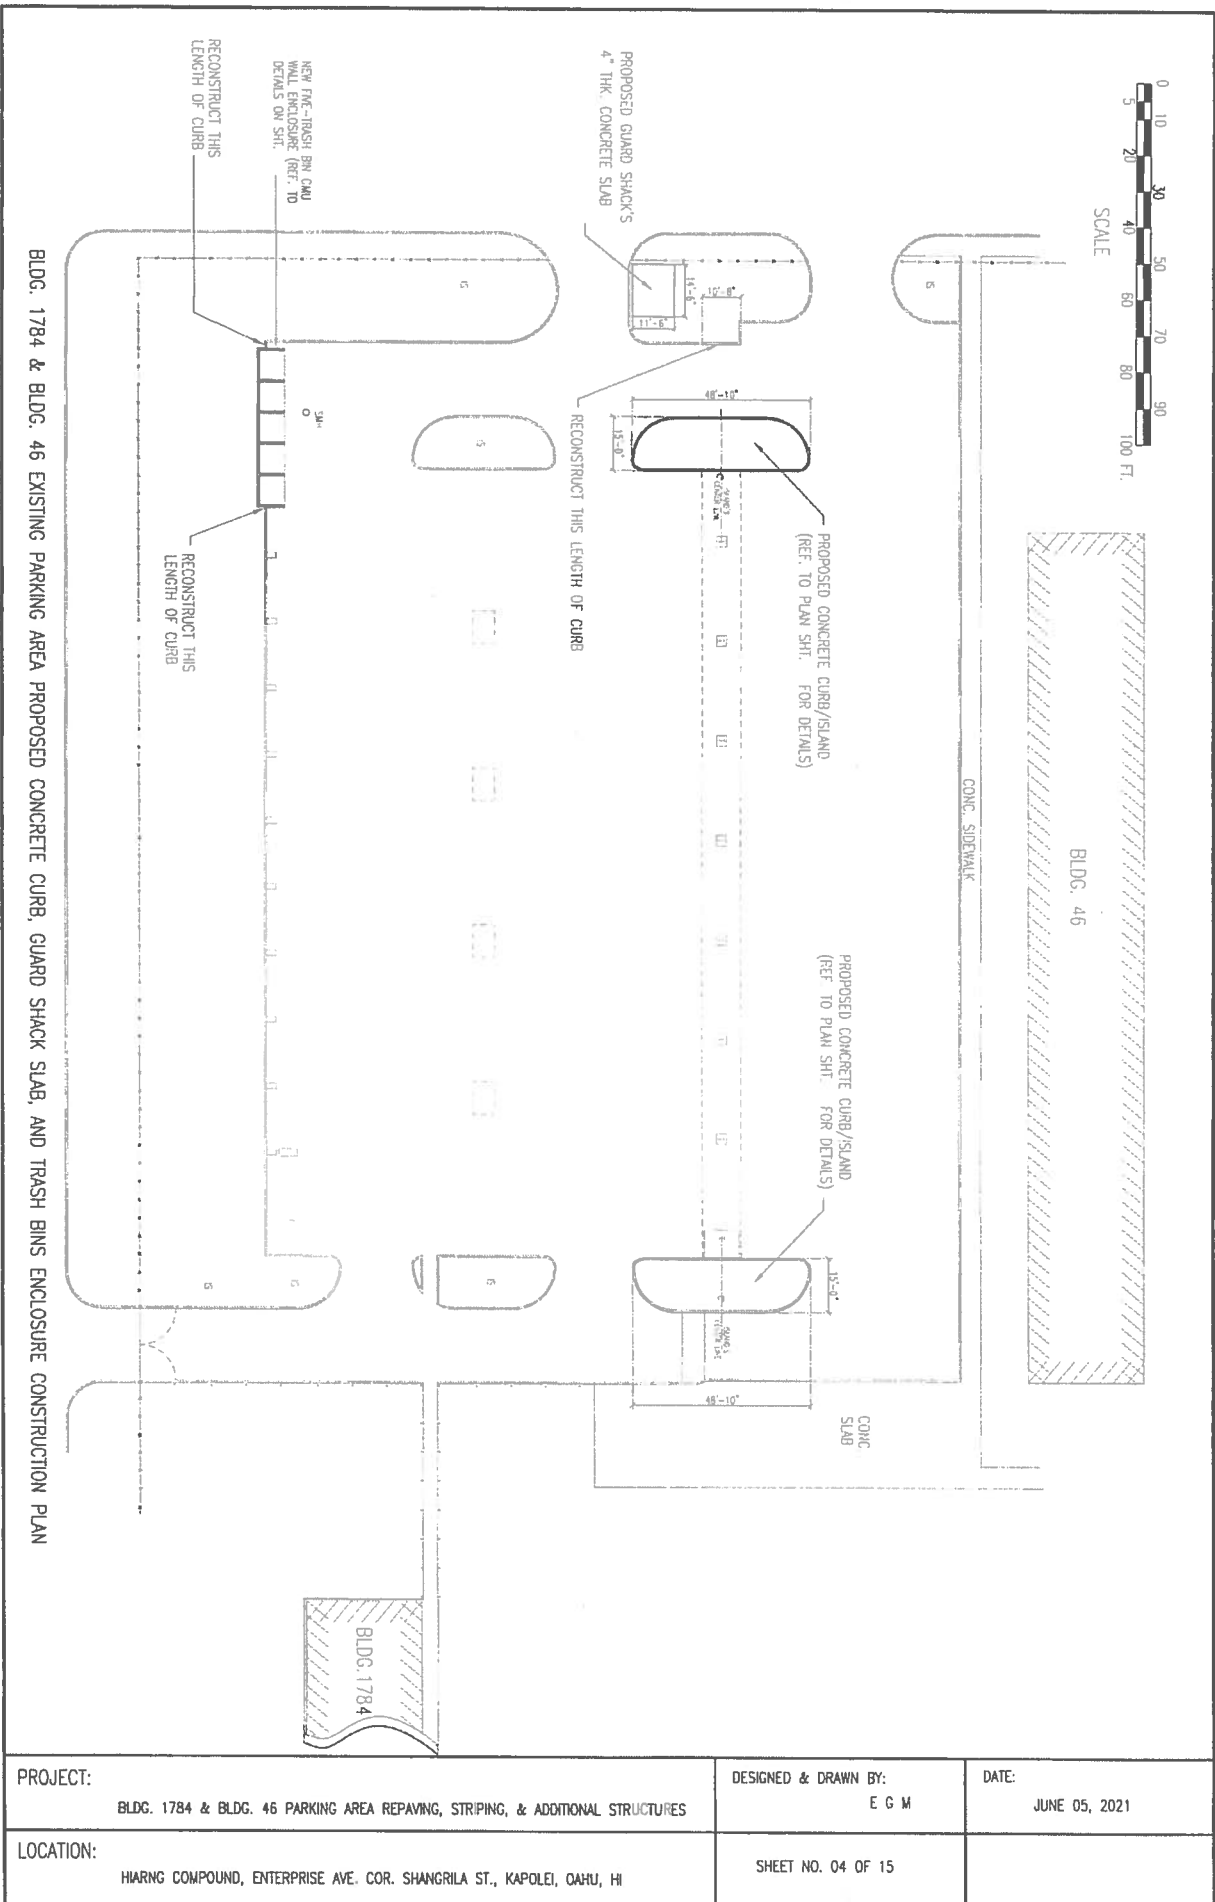 0
10
30
50
70
90
5
20
40
60
80
100 FT.
SCALE
BLDG. 46
CONC. SIDEWALK
PROPOSED GUARD SHACK'S
4" THK. CONCRETE SLAB
14'-6"
11'-6"
10'-8"
RECONSTRUCT THIS LENGTH OF CURB
48'-10"
15'-0"
PROPOSED CONCRETE CURB/ISLAND
(REF. TO PLAN SHT. FOR DETAILS)
PROPOSED CONCRETE CURB/ISLAND
(REF. TO PLAN SHT. FOR DETAILS)
15'-0"
48'-10"
CONC
SLAB
NEW FIVE-TRASH BIN CMU
WALL ENCLOSURE (REF. TO
DETAILS ON SHT.
RECONSTRUCT THIS
LENGTH OF CURB
SMH
RECONSTRUCT THIS
LENGTH OF CURB
BLDG. 1784
BLDG. 1784 & BLDG. 46 EXISTING PARKING AREA PROPOSED CONCRETE CURB, GUARD SHACK SLAB, AND TRASH BINS ENCLOSURE CONSTRUCTION PLAN
PROJECT:
BLDG. 1784 & BLDG. 46 PARKING AREA REPAVING, STRIPING, & ADDITIONAL STRUCTURES
DESIGNED & DRAWN BY:
E G M
DATE:
JUNE 05, 2021
LOCATION:
HIARNG COMPOUND, ENTERPRISE AVE. COR. SHANGRILA ST., KAPOLEI, OAHU, HI
SHEET NO. 04 OF 15